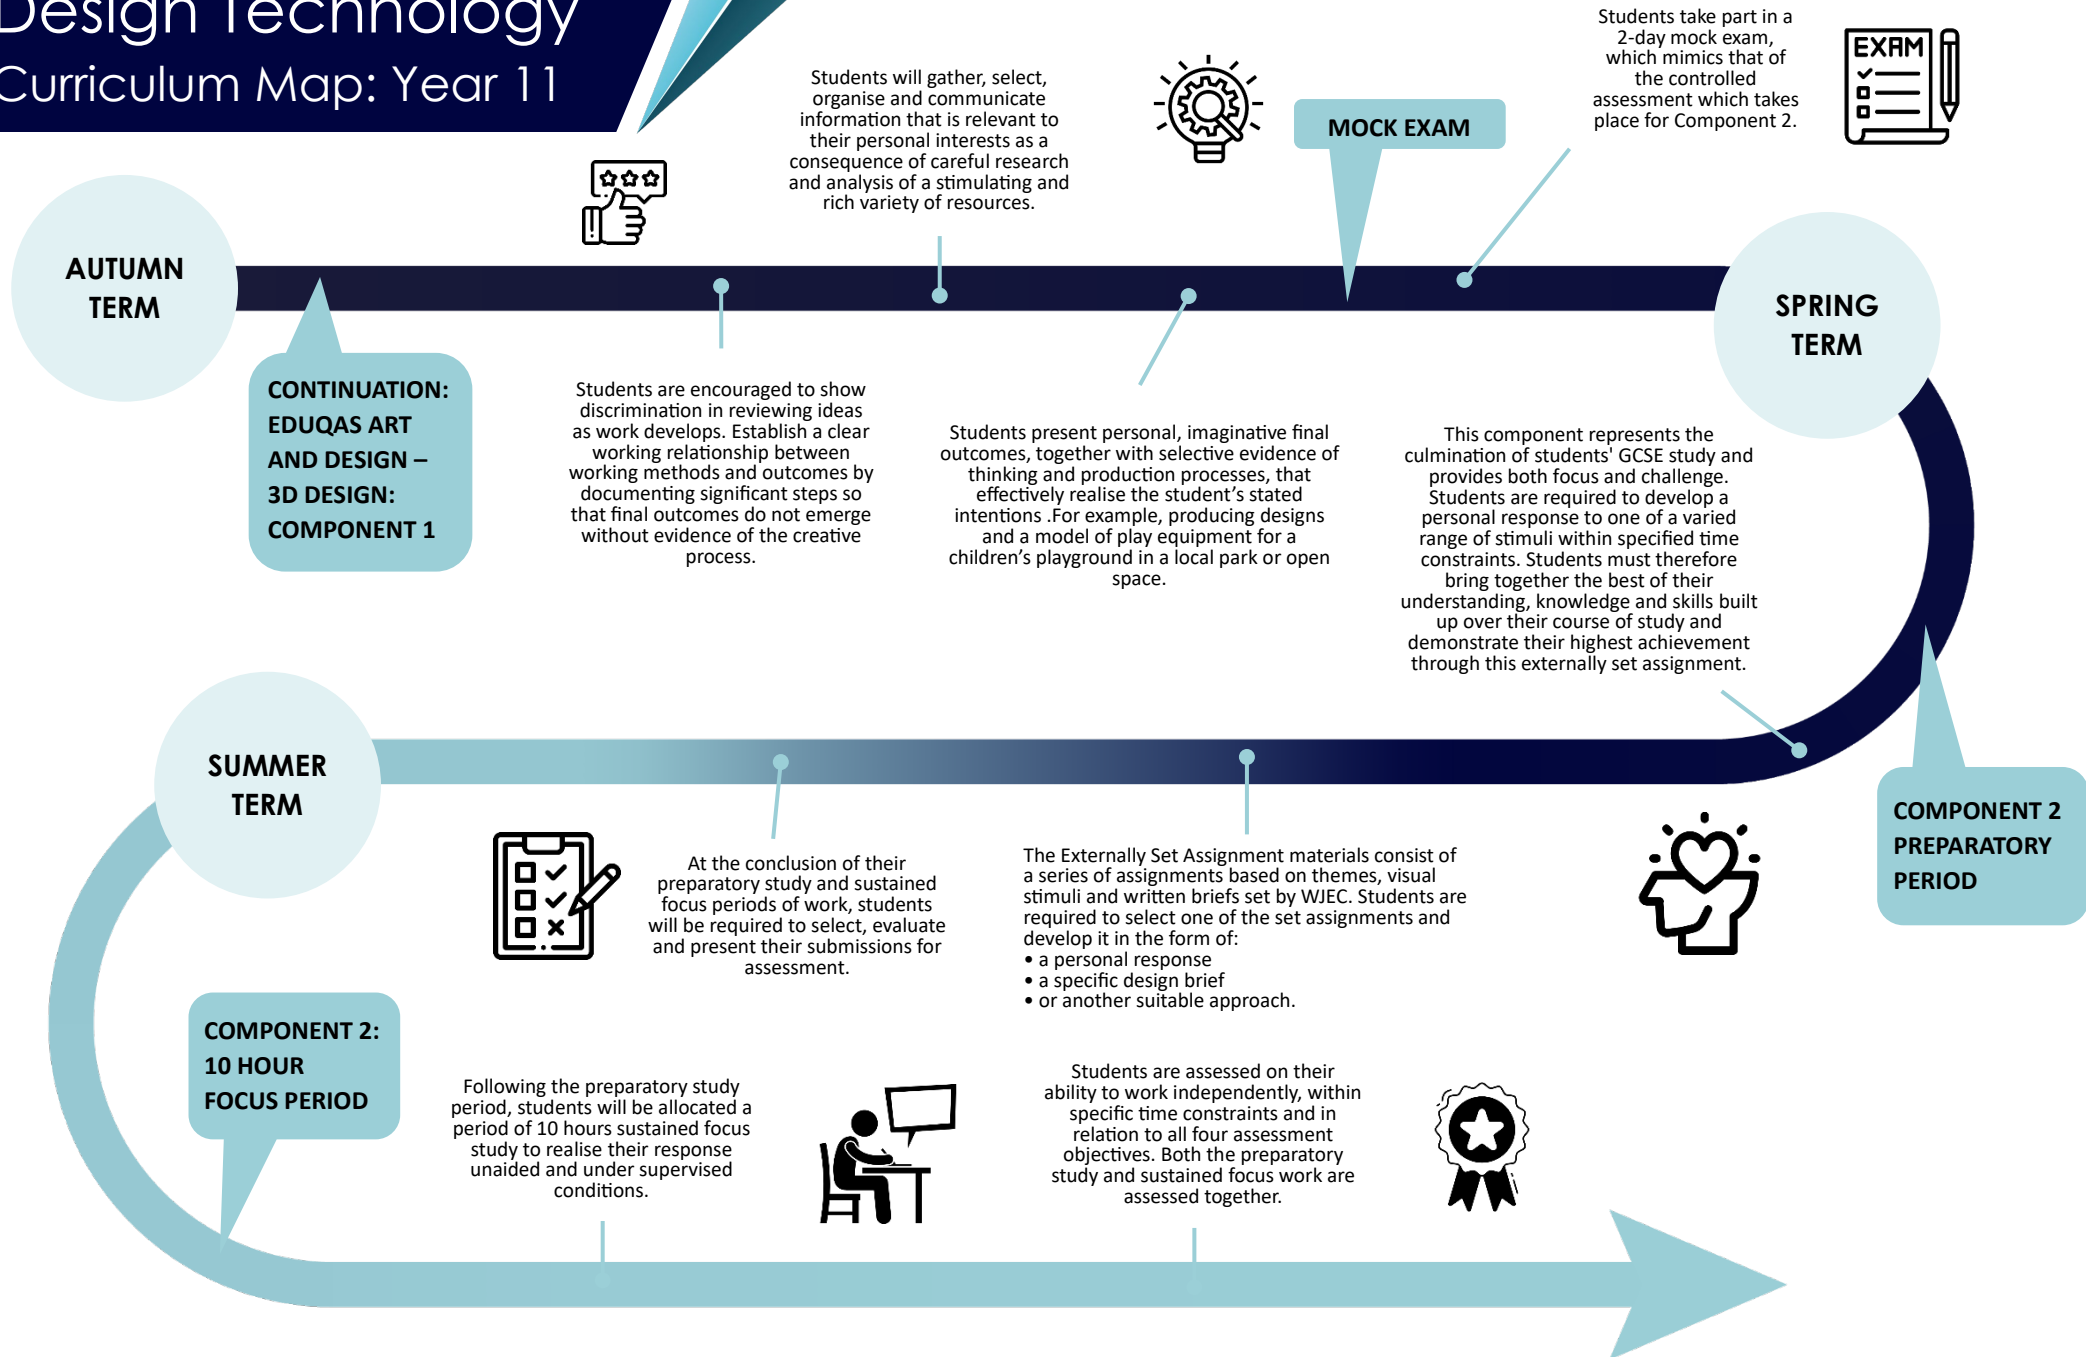 Design Technology
Curriculum Map: Year 11
Students will gather, select,
organise and communicate
information that is relevant to
their personal interests as a
consequence of careful research
and analysis of a stimulating and
rich variety of resources.
MOCK EXAM
Students take part in a
2-day mock exam,
which mimics that of
the controlled
assessment which takes
place for Component 2.
EXAM
AUTUMN
TERM
SPRING
TERM
CONTINUATION:
EDUQAS ART
AND DESIGN –
3D DESIGN:
COMPONENT 1
Students are encouraged to show
discrimination in reviewing ideas
as work develops. Establish a clear
working relationship between
working methods and outcomes by
documenting significant steps so
that final outcomes do not emerge
without evidence of the creative
process.
Students present personal, imaginative final
outcomes, together with selective evidence of
thinking and production processes, that
effectively realise the student’s stated
intentions .For example, producing designs
and a model of play equipment for a
children’s playground in a local park or open
space.
This component represents the
culmination of students' GCSE study and
provides both focus and challenge.
Students are required to develop a
personal response to one of a varied
range of stimuli within specified time
constraints. Students must therefore
bring together the best of their
understanding, knowledge and skills built
up over their course of study and
demonstrate their highest achievement
through this externally set assignment.
COMPONENT 2
PREPARATORY
PERIOD
The Externally Set Assignment materials consist of
a series of assignments based on themes, visual
stimuli and written briefs set by WJEC. Students are
required to select one of the set assignments and
develop it in the form of:
• a personal response
• a specific design brief
• or another suitable approach.
At the conclusion of their
preparatory study and sustained
focus periods of work, students
will be required to select, evaluate
and present their submissions for
assessment.
SUMMER
TERM
COMPONENT 2:
10 HOUR
FOCUS PERIOD
Following the preparatory study
period, students will be allocated a
period of 10 hours sustained focus
study to realise their response
unaided and under supervised
conditions.
Students are assessed on their
ability to work independently, within
specific time constraints and in
relation to all four assessment
objectives. Both the preparatory
study and sustained focus work are
assessed together.